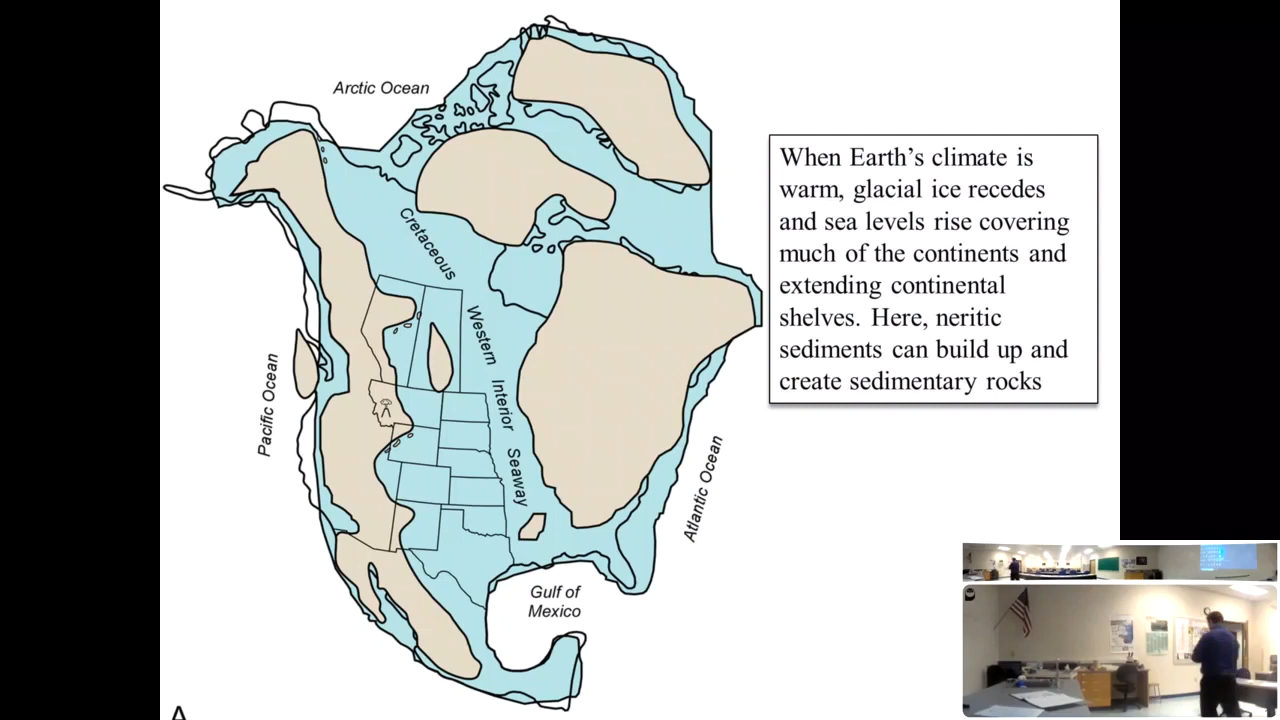 Arctic Ocean
Cretaceous
Western
Interior
Seaway
Pacific Ocean
Atlantic Ocean
Gulf of
Mexico
A
When Earth's climate is
warm, glacial ice recedes
and sea levels rise covering
much of the continents and
extending continental
shelves. Here, neritic
sediments can build up and
create sedimentary rocks